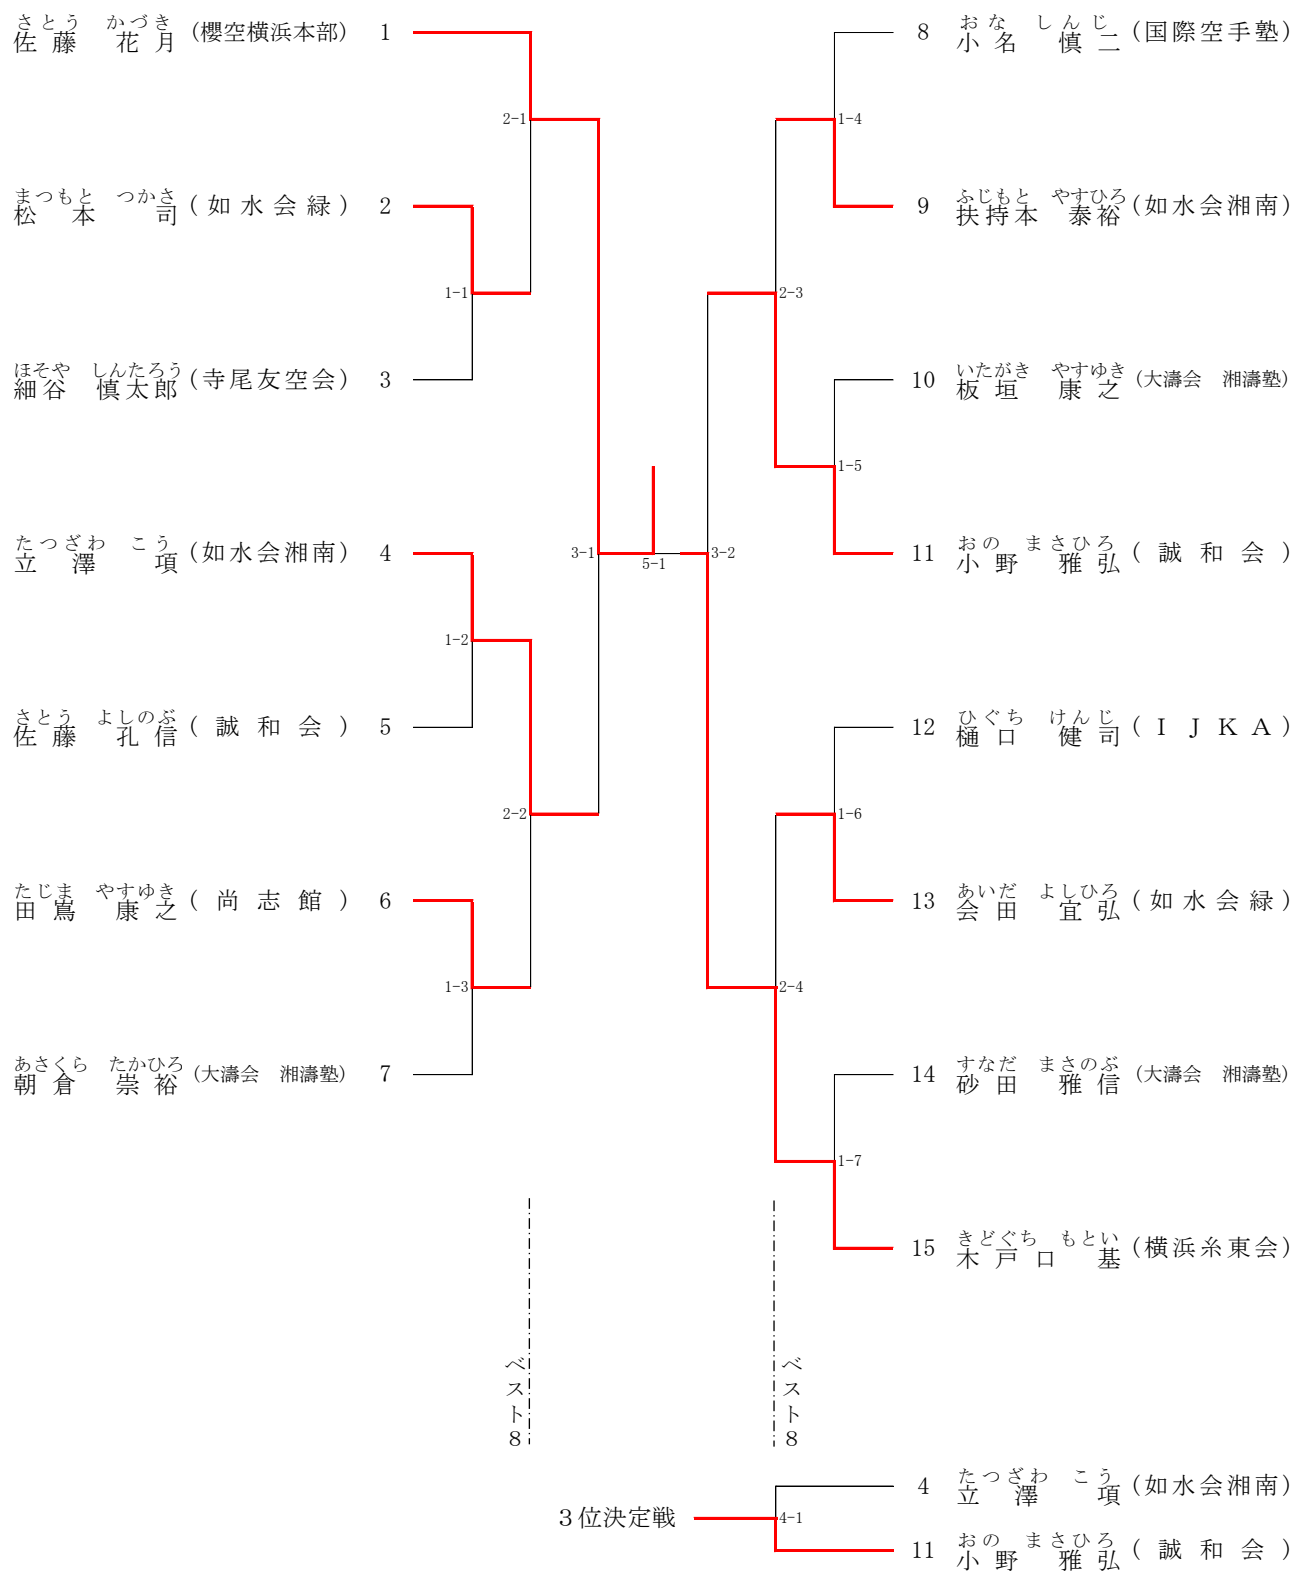 さとう かづき
佐藤 花月 (櫻空横浜本部) 1
2-1
まつもと つかさ
松本 司 (如水会緑) 2
1-1
ほそや しんたろう
細谷 慎太郎 (寺尾友空会) 3
たつざわ こう
立澤 項 (如水会湘南) 4
3-1
1-2
さとう よしのぶ
佐藤 孔信 (誠和会) 5
2-2
たじま やすゆき
田嶌 康之 (尚志館) 6
1-3
あさくら たかひろ
朝倉 崇裕 (大濤会 湘濤塾) 7
5-1
おな しんじ
8 小名 慎二 (国際空手塾)
1-4
ふじもと やすひろ
9 扶持本 泰裕 (如水会湘南)
2-3
いたがき やすゆき
10 板垣 康之 (大濤会 湘濤塾)
1-5
おの まさひろ
11 小野 雅弘 (誠和会)
3-2
ひぐち けんじ
12 樋口 健司 (IJKA)
1-6
あいだ よしひろ
13 会田 宜弘 (如水会緑)
2-4
すなだ まさのぶ
14 砂田 雅信 (大濤会 湘濤塾)
1-7
きどぐち もとい
15 木戸口 基 (横浜糸東会)
ベスト8
ベスト8
たつざわ こう
4 立澤 項 (如水会湘南)
3位決定戦
4-1
おの まさひろ
11 小野 雅弘 (誠和会)